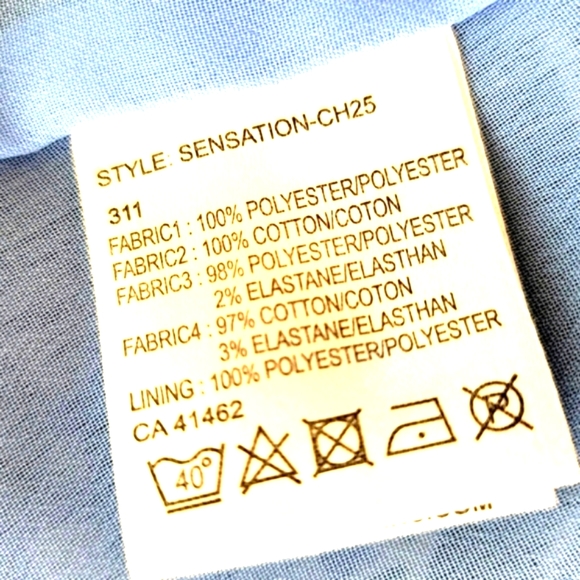 STYLE: SENSATION-CH25
311
FABRIC1 : 100% POLYESTER/POLYESTER
FABRIC2 : 100% COTTON/COTON
FABRIC3 : 98% POLYESTER/POLYESTER
2% ELASTANE/ELASTHAN
FABRIC4 : 97% COTTON/COTON
3% ELASTANE/ELASTHAN
LINING : 100% POLYESTER/POLYESTER
CA 41462
40° P